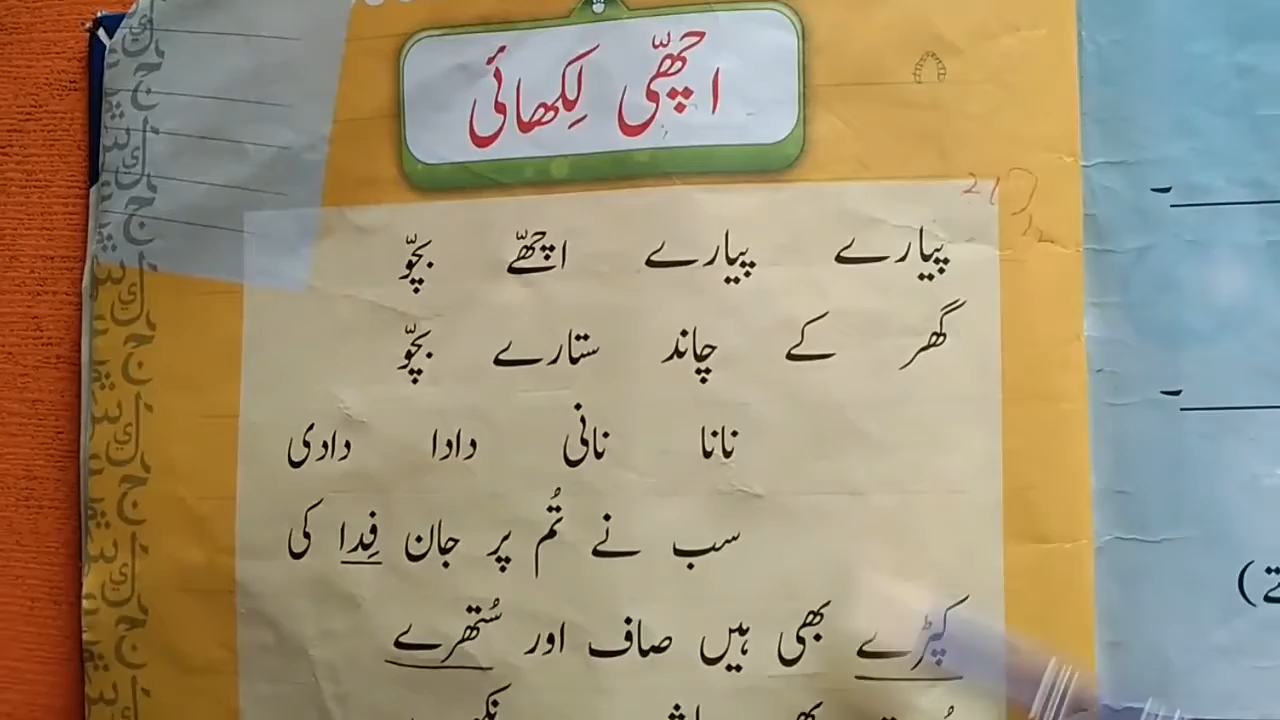 اچھّی لِکھائی
پیارے پیارے اچھّے بچّو
گھر کے چاند ستارے بچّو
نانا نانی دادا دادی
سب نے تُم پر جان فِدا کی
کپڑے بھی ہیں صاف اور سُتھرے